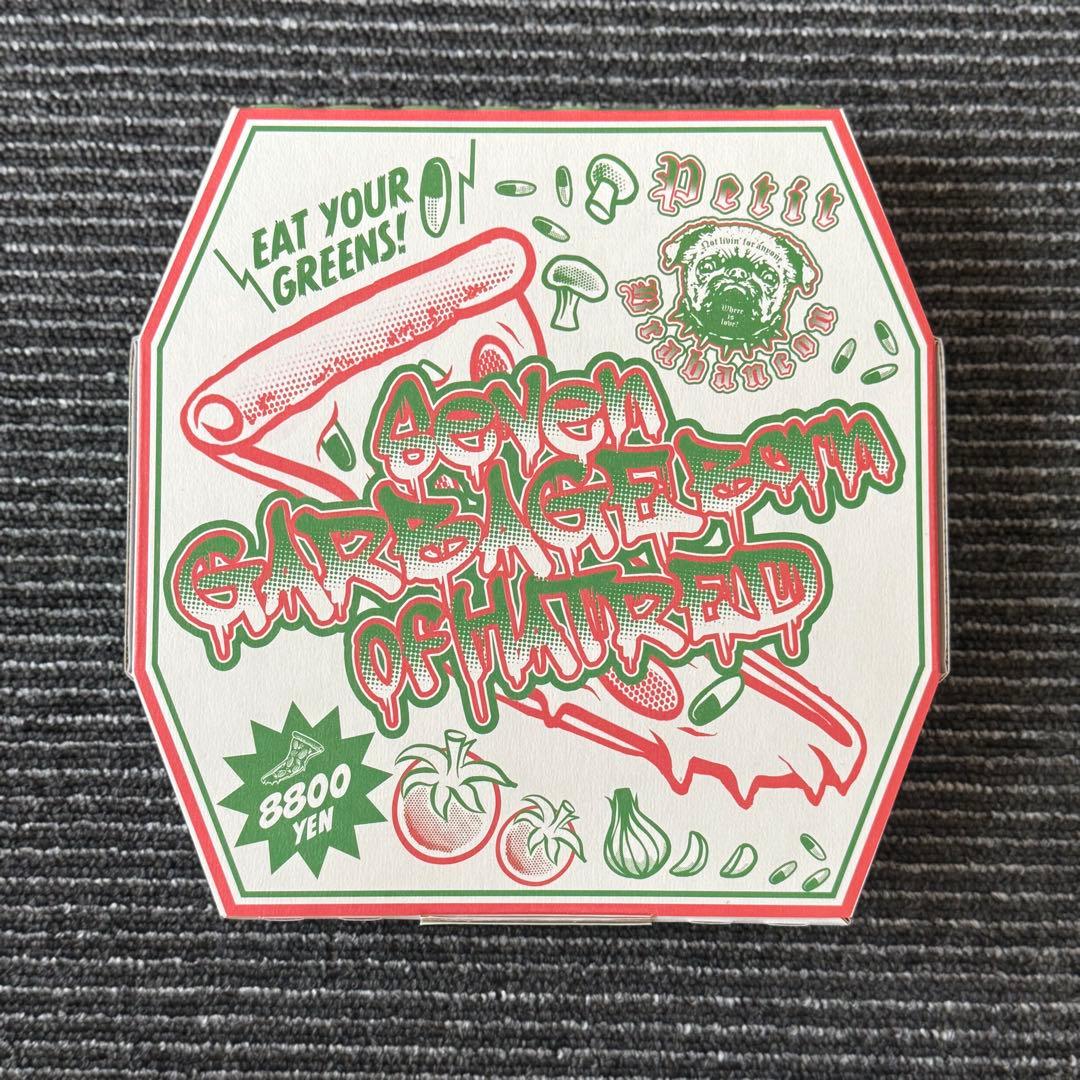 EAT YOUR
GREENS!
Petit
Not livin' for anyone
Where
is
love?
Brabancon
Seven
GARBAGE Born
OF HATRED
8800
YEN